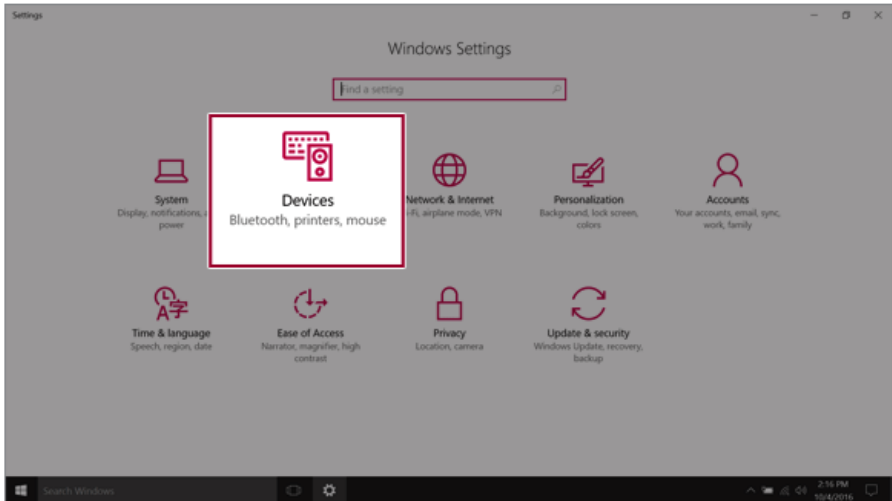 Settings
Windows Settings
Find a setting
System
Display, notifications,
power
Devices
Bluetooth, printers, mouse
Network & Internet
-Fi, airplane mode, VPN
Personalization
Background, lock screen,
colors
Accounts
Your accounts, email, sync,
work, family
A字
Time & language
Speech, region, date
Ease of Access
Narrator, magnifier, high
contrast
Privacy
Location, camera
Update & security
Windows Update, recovery,
backup
Search Windows
2:16 PM
10/4/2016